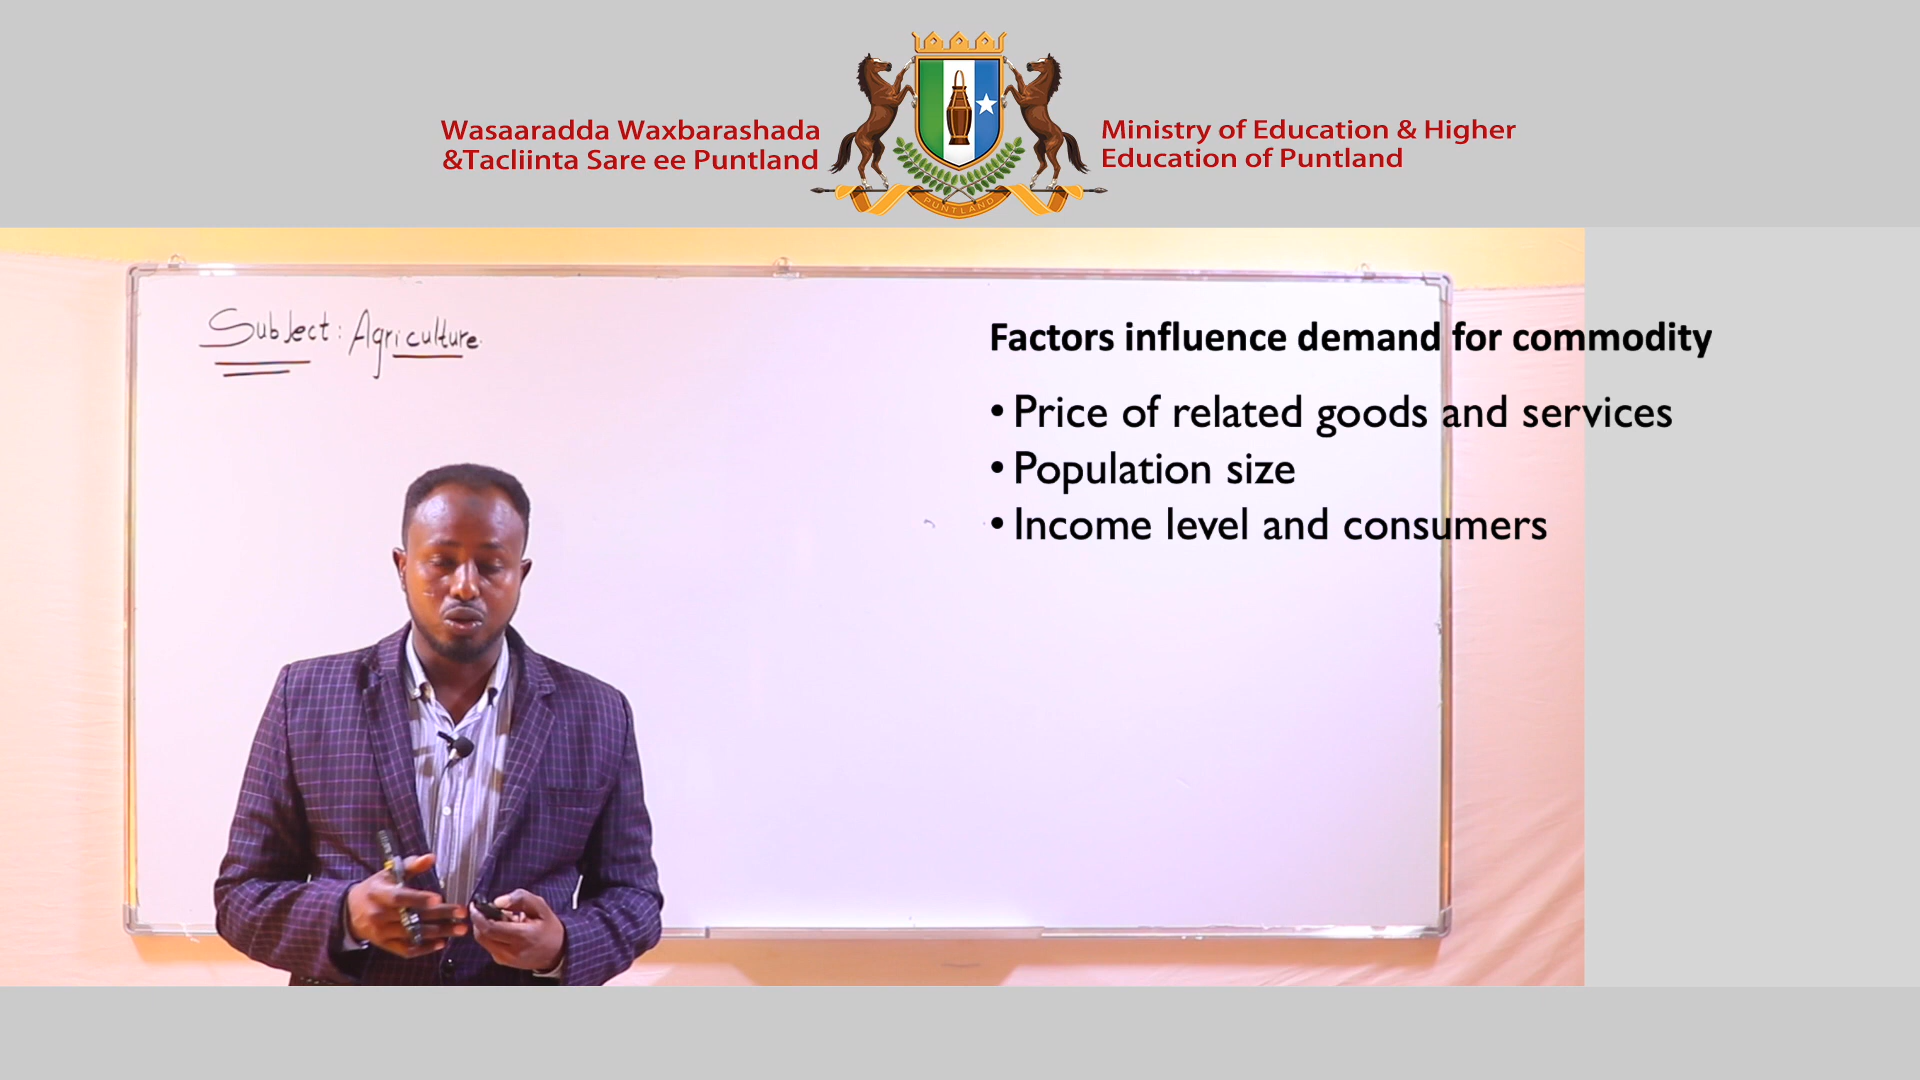 Wasaaradda Waxbarashada
&Tacliinta Sare ee Puntland
PUNTLAND
Ministry of Education & Higher
Education of Puntland
Subject: Agriculture.
Factors influence demand for commodity
• Price of related goods and services
• Population size
• Income level and consumers